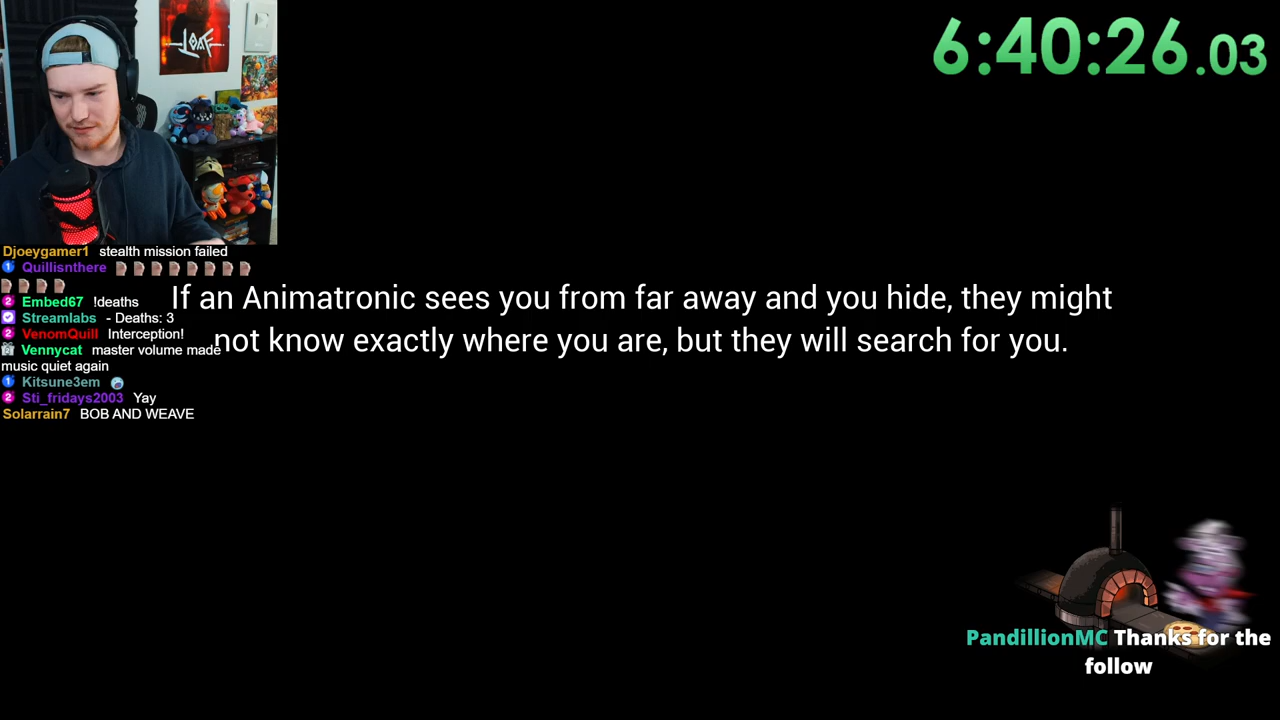 LOAF
6:40:26.03
Djoeygamer1 stealth mission failed
Quillisnthere
Embed67 !deaths
Streamlabs - Deaths: 3
VenomQuill Interception!
Vennycat master volume made
music quiet again
Kitsune3em
Sti_fridays2003 Yay
Solarrain7 BOB AND WEAVE
If an Animatronic sees you from far away and you hide, they might
not know exactly where you are, but they will search for you.
PandillionMC Thanks for the
follow